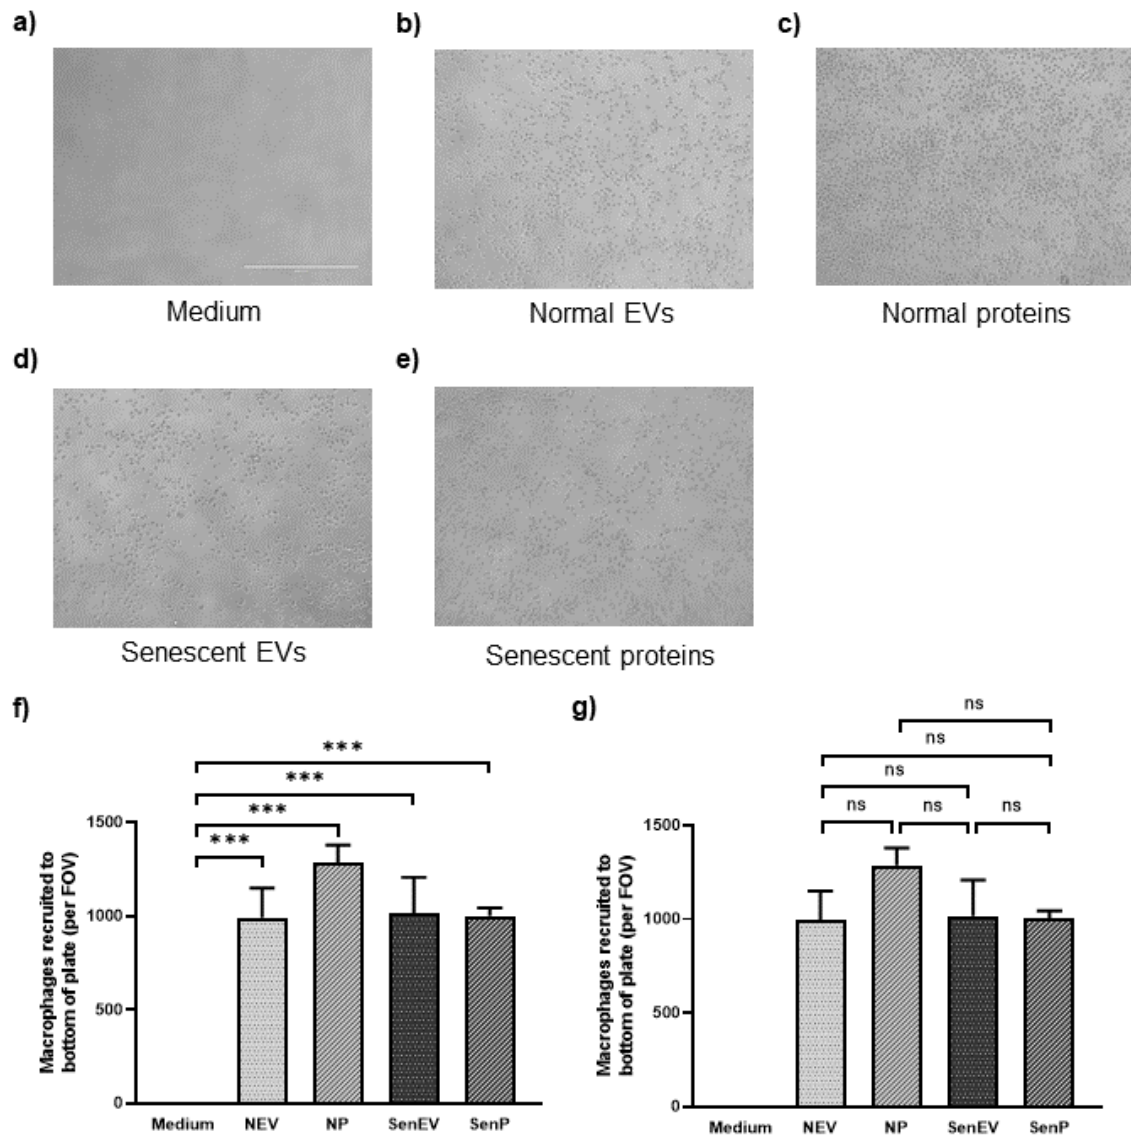 a)
b)
c)
Medium
Normal EVs
Normal proteins
d)
e)
Senescent EVs
Senescent proteins
f)
***
***
***
***
1500
1000
500
0
Macrophages recruited to
bottom of plate (per FOV)
Medium NEV NP SenEV SenP
g)
ns
ns
ns
ns ns ns
1500
1000
500
0
Macrophages recruited to
bottom of plate (per FOV)
Medium NEV NP SenEV SenP